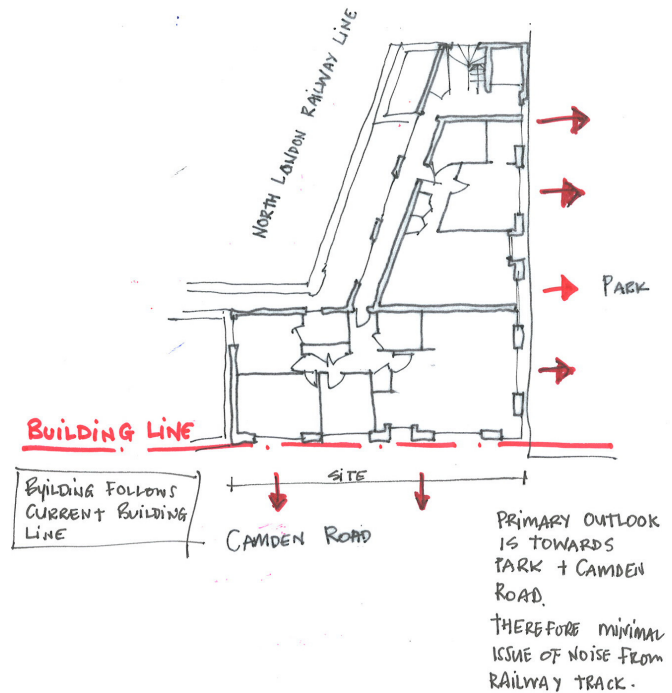 NORTH LONDON RAILWAY LINE
PARK
BUILDING LINE
SITE
BUILDING FOLLOWS
CURRENT BUILDING
LINE
CAMDEN ROAD
PRIMARY OUTLOOK
IS TOWARDS
PARK + CAMDEN
ROAD.
THEREFORE MINIMAL
ISSUE OF NOISE FROM
RAILWAY TRACK.